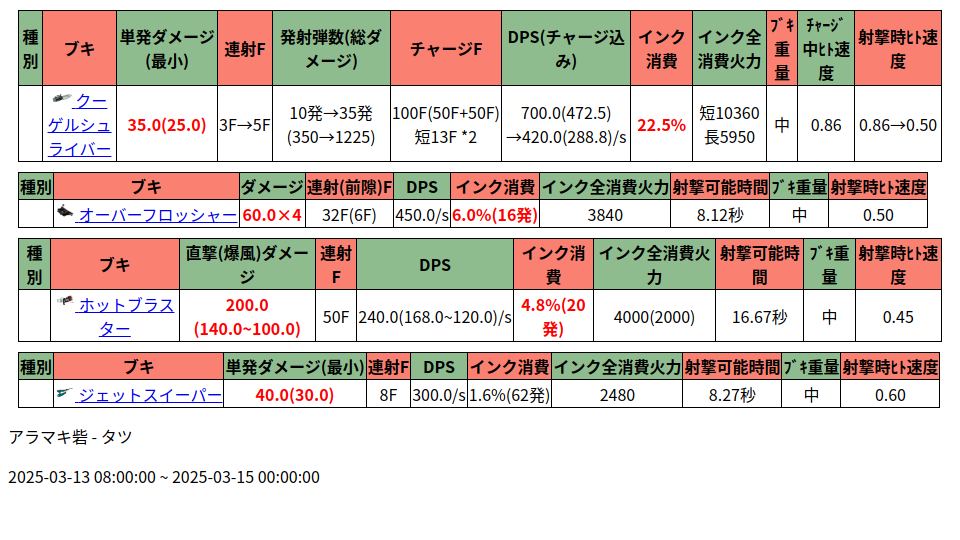 種別 ブキ 単発ダメージ(最小) 連射F 発射弾数(総ダメージ) チャージF DPS(チャージ込み) インク消費 インク全消費火力 ﾌﾞｷ重量 ﾁｬｰｼﾞ中ﾋﾄ速度 射撃時ﾋﾄ速度
クーゲルシュライバー 35.0(25.0) 3F→5F 10発→35発(350→1225) 100F(50F+50F)短13F *2 700.0(472.5)→420.0(288.8)/s 22.5% 短10360長5950 中 0.86 0.86→0.50
種別 ブキ ダメージ 連射(前隙)F DPS インク消費 インク全消費火力 射撃可能時間 ﾌﾞｷ重量 射撃時ﾋﾄ速度
オーバーフロッシャー 60.0×4 32F(6F) 450.0/s 6.0%(16発) 3840 8.12秒 中 0.50
種別 ブキ 直撃(爆風)ダメージ 連射F DPS インク消費 インク全消費火力 射撃可能時間 ﾌﾞｷ重量 射撃時ﾋﾄ速度
ホットブラスター 200.0(140.0~100.0) 50F 240.0(168.0~120.0)/s 4.8%(20発) 4000(2000) 16.67秒 中 0.45
種別 ブキ 単発ダメージ(最小) 連射F DPS インク消費 インク全消費火力 射撃可能時間 ﾌﾞｷ重量 射撃時ﾋﾄ速度
ジェットスイーパー 40.0(30.0) 8F 300.0/s 1.6%(62発) 2480 8.27秒 中 0.60
アラマキ砦 - タツ
2025-03-13 08:00:00 ~ 2025-03-15 00:00:00